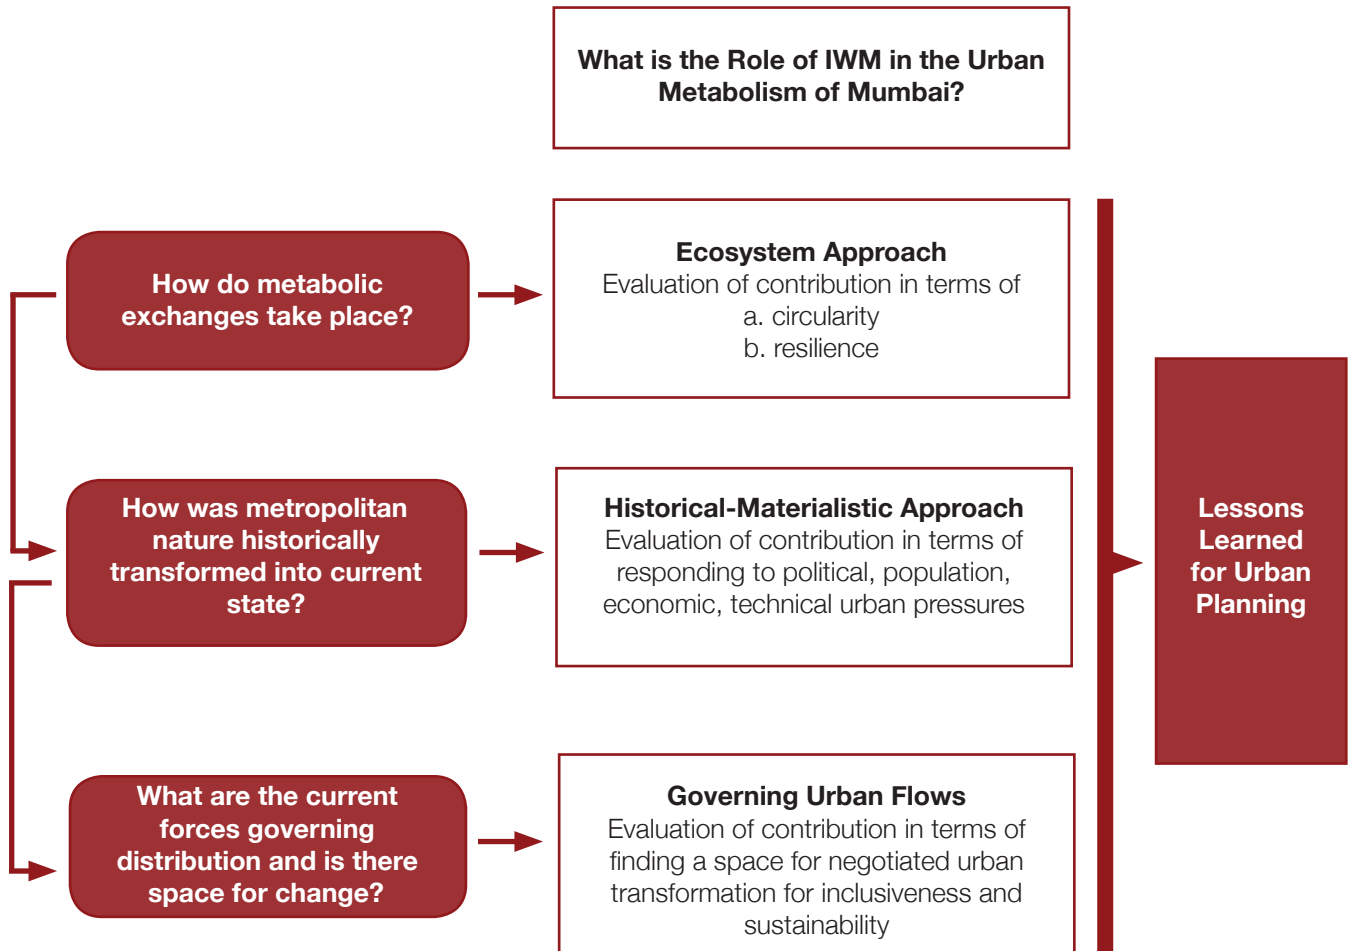 What is the Role of IWM in the Urban
Metabolism of Mumbai?
How do metabolic
exchanges take place?
Ecosystem Approach
Evaluation of contribution in terms of
a. circularity
b. resilience
How was metropolitan
nature historically
transformed into current
state?
Historical-Materialistic Approach
Evaluation of contribution in terms of
responding to political, population,
economic, technical urban pressures
What are the current
forces governing
distribution and is there
space for change?
Governing Urban Flows
Evaluation of contribution in terms of
finding a space for negotiated urban
transformation for inclusiveness and
sustainability
Lessons
Learned
for Urban
Planning